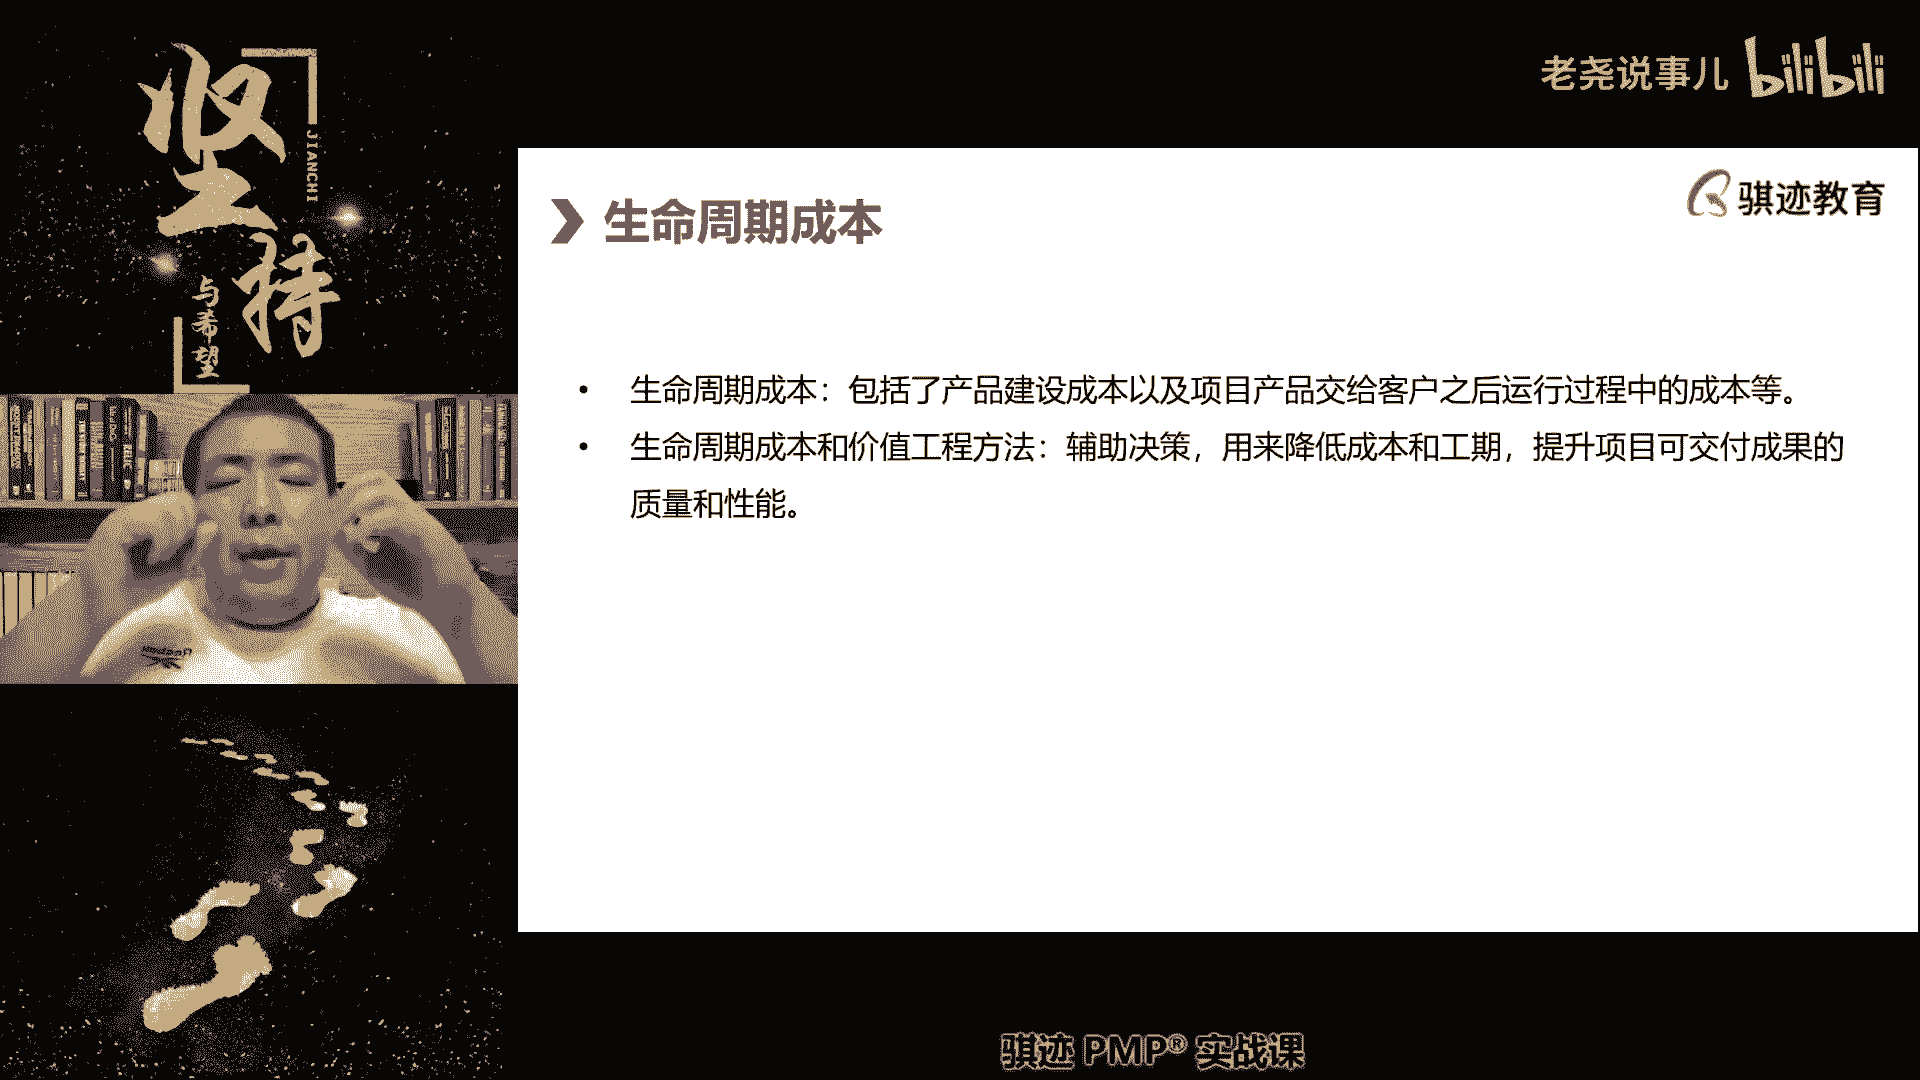 坚持
JIANCHI
与希望
老尧说事儿 bilibili
骐迹教育
生命周期成本
• 生命周期成本：包括了产品建设成本以及项目产品交给客户之后运行过程中的成本等。
• 生命周期成本和价值工程方法：辅助决策，用来降低成本和工期，提升项目可交付成果的
质量和性能。
骐迹 PMP® 实战课